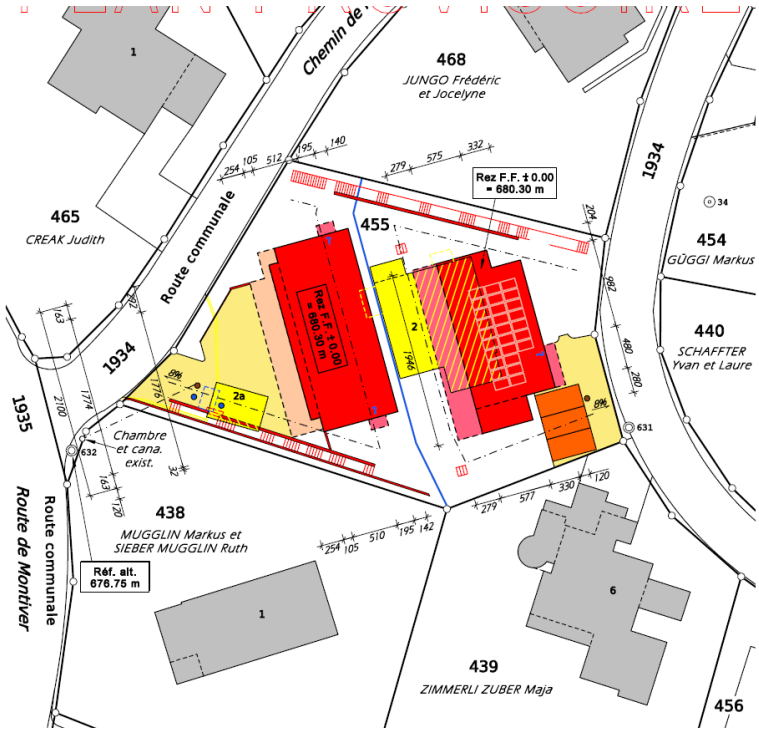 1
Chemin de
468
JUNGO Frédéric
et Jocelyne
1934
34
465
CREAK Judith
Route communale
254
105
512
195
140
279
575
332
Rez F.F. ± 0.00
= 680.30 m
455
204
454
GÜGGI Markus
982
440
SCHAFFTER
Yvan et Laure
480
280
163
1934
Rez F.F. ± 0.00
= 680.30 m
2
1946
896
2a
1776
1774
2100
1935
Chambre
et cana.
exist.
632
163
120
32
896
631
438
MUGGLIN Markus et
SIEBER MUGGLIN Ruth
Route communale
Route de Montiver
Réf. alt.
676.75 m
254
105
510
195
142
279
577
330
120
1
6
439
ZIMMERLI ZUBER Maja
456